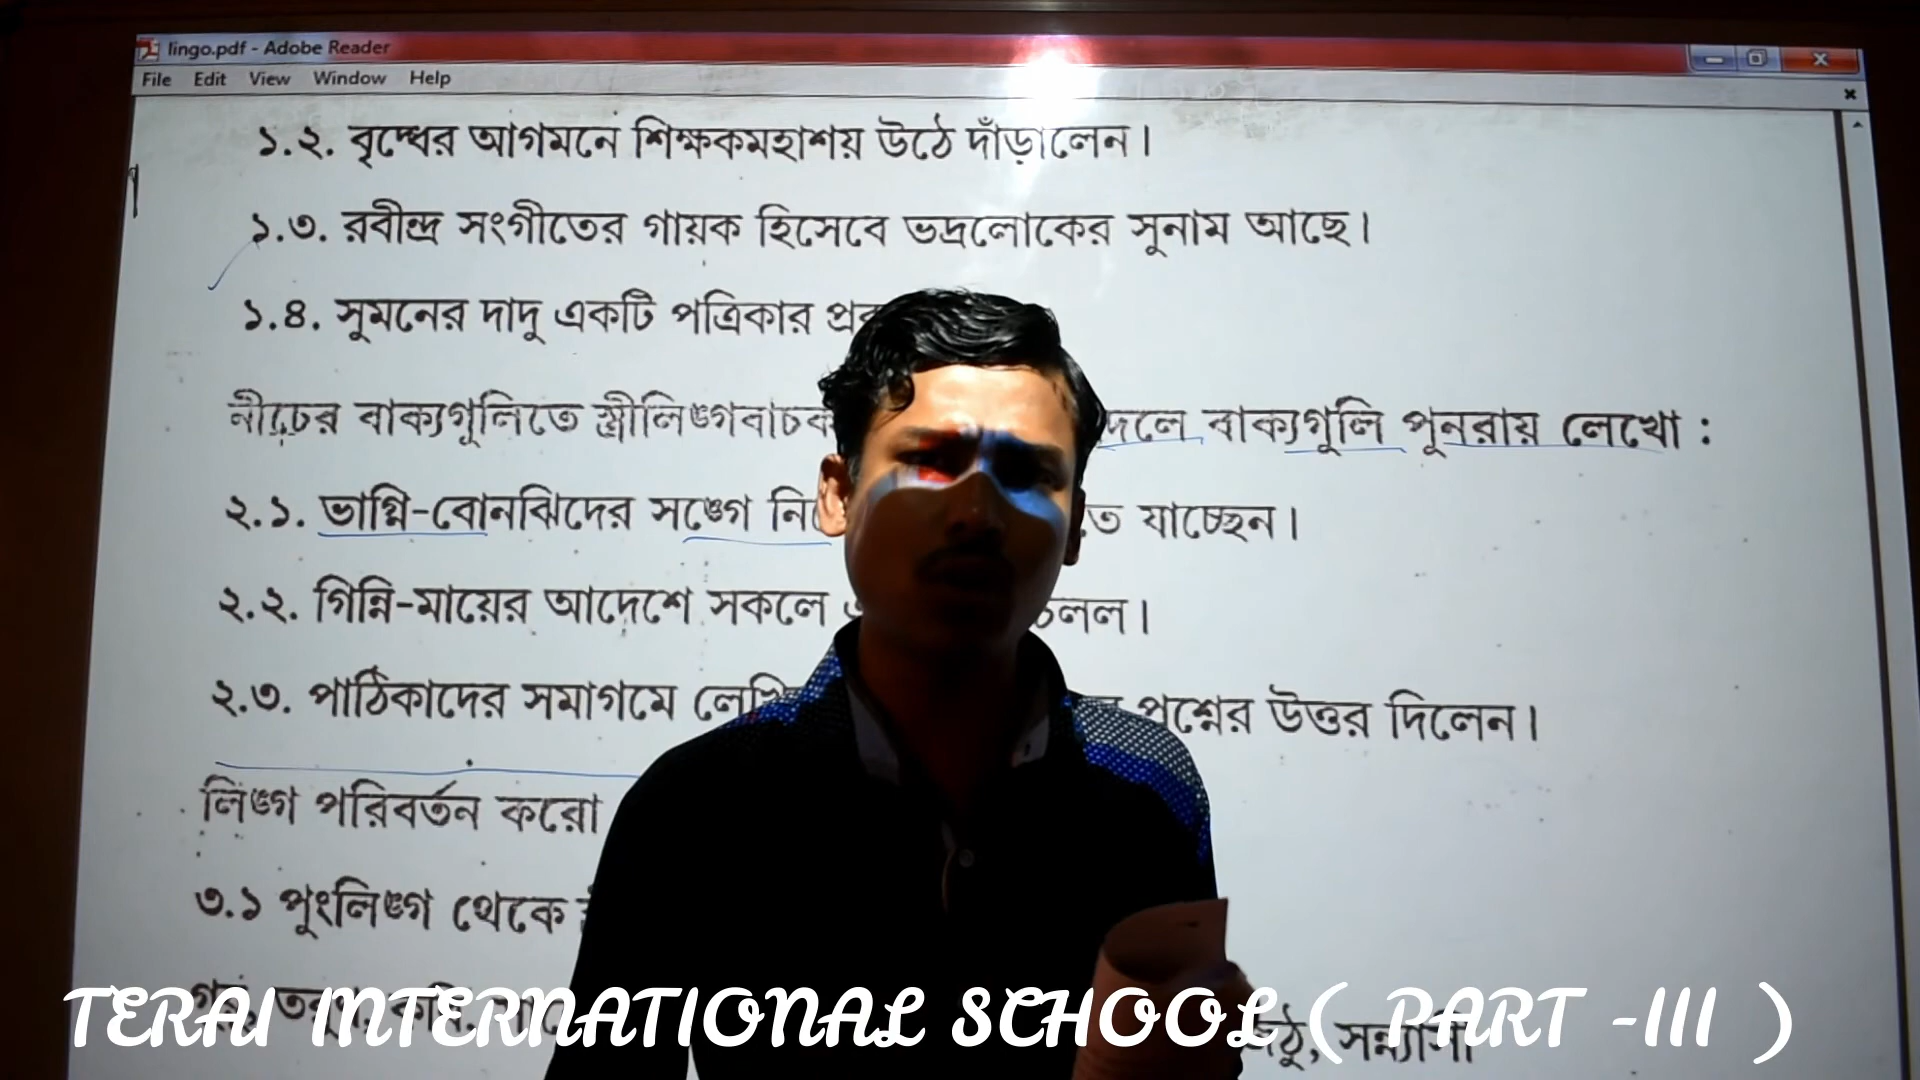 lingo.pdf - Adobe Reader
File Edit View Window Help
১.২. বৃদ্ধের আগমনে শিক্ষকমহাশয় উঠে দাঁড়ালেন।
১.৩. রবীন্দ্র সংগীতের গায়ক হিসেবে ভদ্রলোকের সুনাম আছে।
১.৪. সুমনের দাদু একটি পত্রিকার
নীচের বাক্যগুলিতে স্ত্রীলিঙ্গবাচক বাক্যগুলি পুনরায় লেখো :
২.১. ভাগ্নি-বোনঝিদের সঙ্গে যাচ্ছেন।
২.২. গিন্নি-মায়ের আদেশে সকলে চলল।
২.৩. পাঠিকাদের সমাগমে প্রশ্নের উত্তর দিলেন।
লিঙ্গ পরিবর্তন করো
৩.১ পুংলিঙ্গ থেকে
সন্ন্যাসী
TERAI INTERNATIONAL SCHOOL ( PART -III )